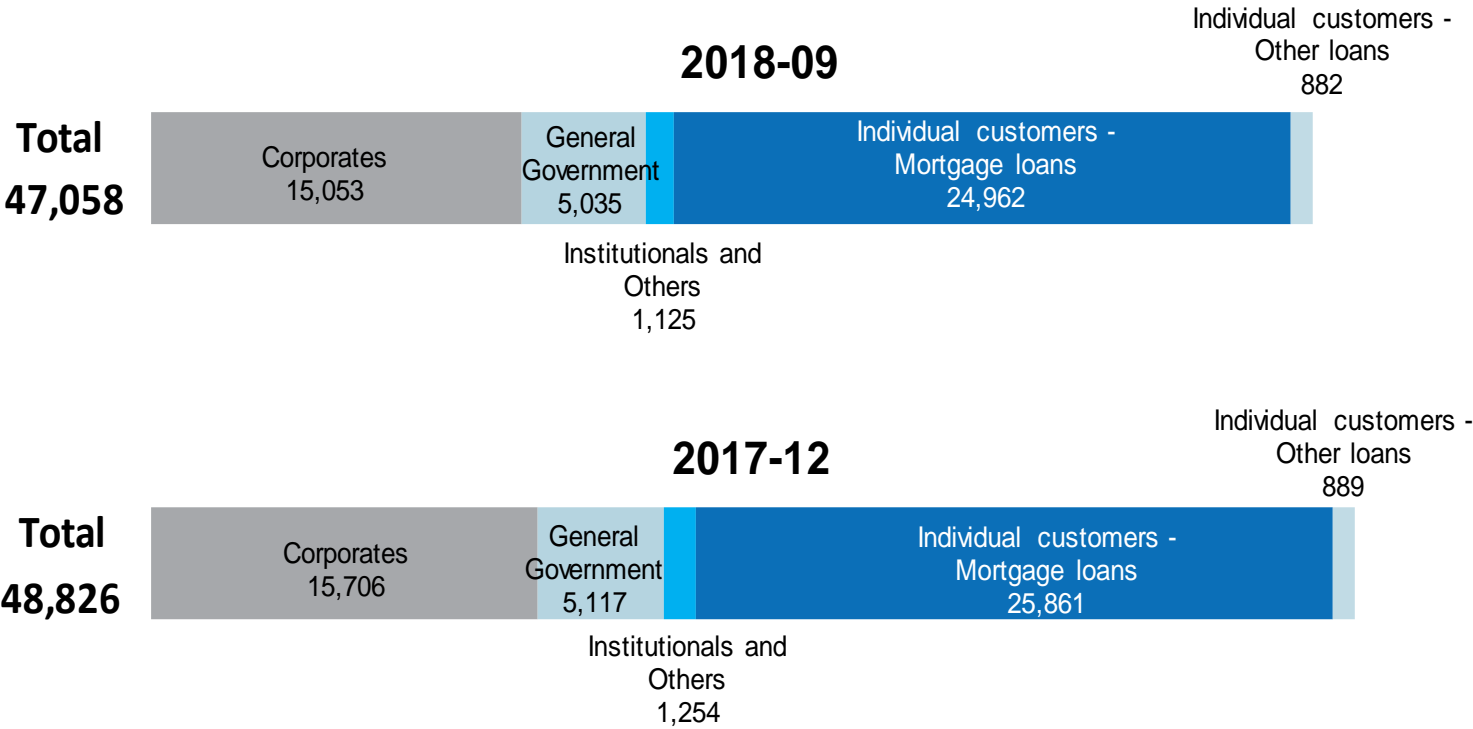 2018-09
Individual customers -
Other loans
882
Total
47,058
Corporates
15,053
General
Government
5,035
Individual customers -
Mortgage loans
24,962
Institutionals and
Others
1,125
2017-12
Individual customers -
Other loans
889
Total
48,826
Corporates
15,706
General
Government
5,117
Individual customers -
Mortgage loans
25,861
Institutionals and
Others
1,254